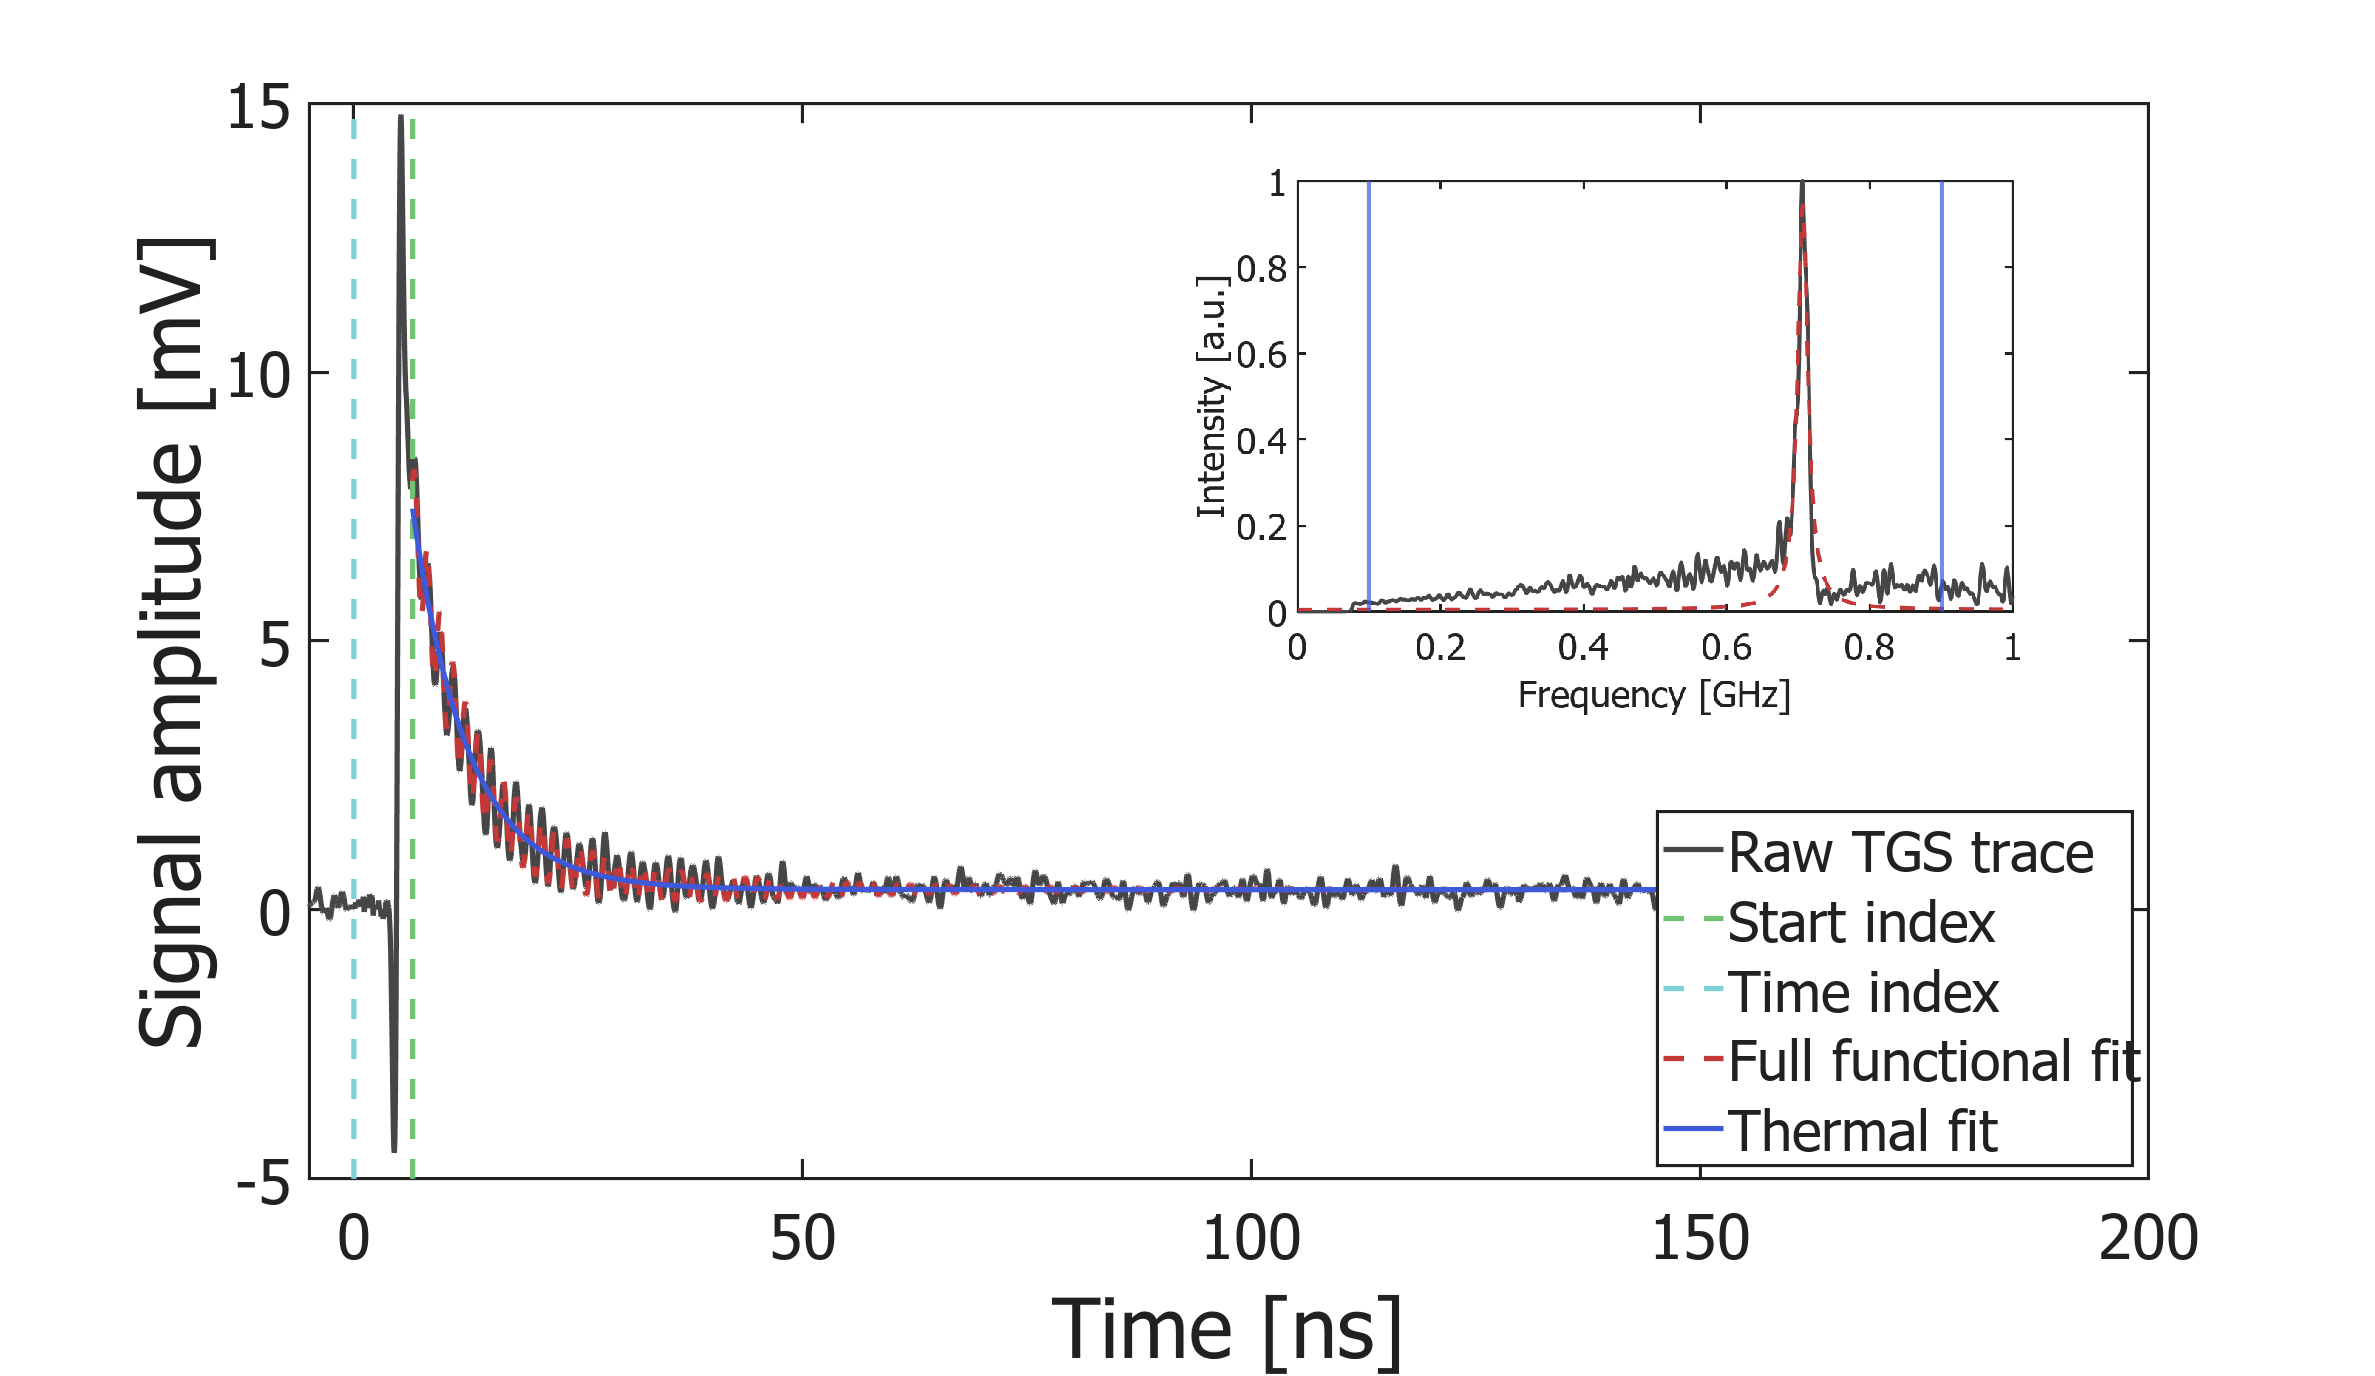 Signal amplitude [mV]
15
10
5
0
-5
0
50
100
150
200
Time [ns]
Intensity [a.u.]
1
0.8
0.6
0.4
0.2
0
0
0.2
0.4
0.6
0.8
1
Frequency [GHz]
Raw TGS trace
Start index
Time index
Full functional fit
Thermal fit